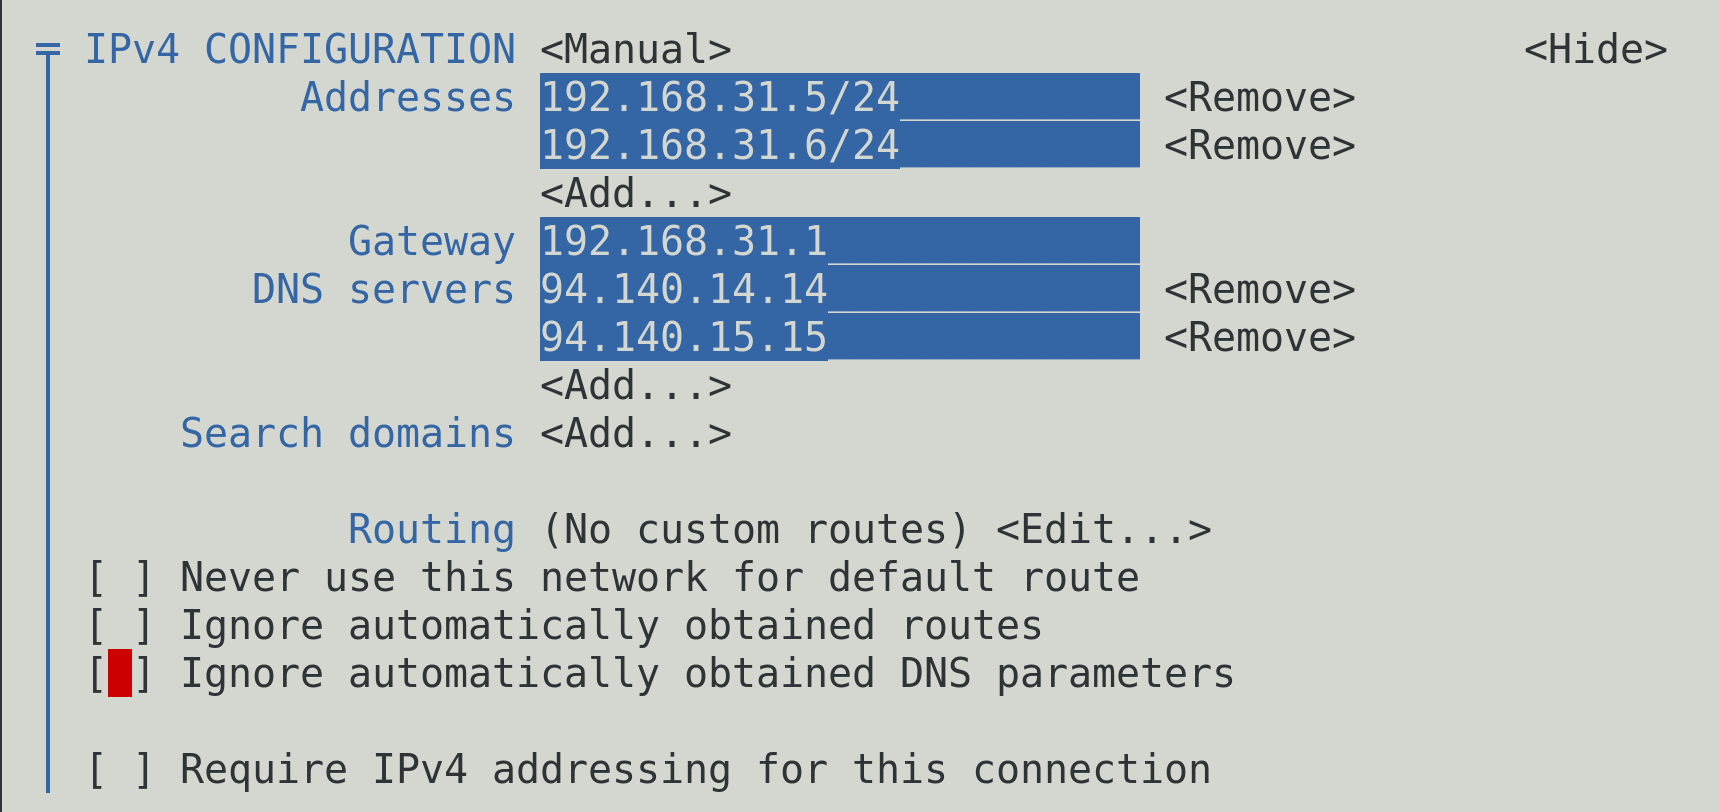 IPv4 CONFIGURATION <Manual> <Hide>
Addresses 192.168.31.5/24 <Remove>
192.168.31.6/24 <Remove>
<Add...>
Gateway 192.168.31.1
DNS servers 94.140.14.14 <Remove>
94.140.15.15 <Remove>
<Add...>
Search domains <Add...>
Routing (No custom routes) <Edit...>
[ ] Never use this network for default route
[ ] Ignore automatically obtained routes
[ ] Ignore automatically obtained DNS parameters
[ ] Require IPv4 addressing for this connection